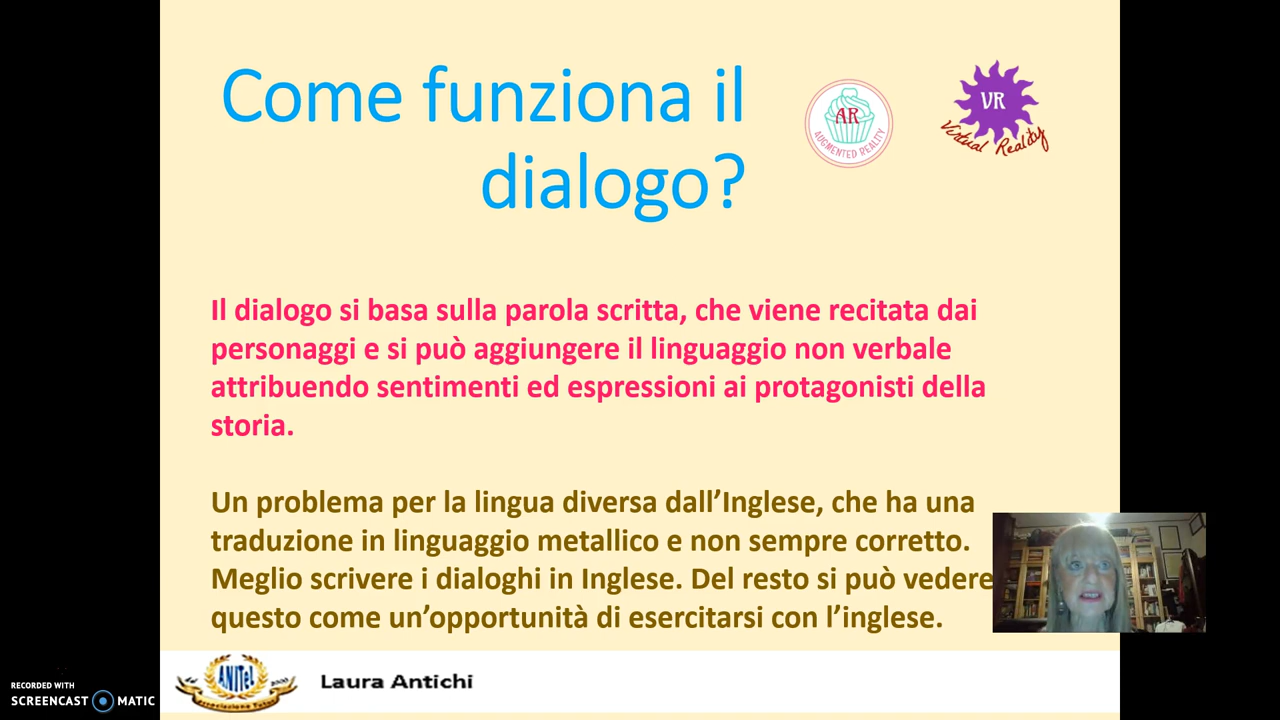 Come funziona il
dialogo?
AR
AUGMENTED REALITY
VR
Virtual Reality
Il dialogo si basa sulla parola scritta, che viene recitata dai
personaggi e si può aggiungere il linguaggio non verbale
attribuendo sentimenti ed espressioni ai protagonisti della
storia.
Un problema per la lingua diversa dall’Inglese, che ha una
traduzione in linguaggio metallico e non sempre corretto.
Meglio scrivere i dialoghi in Inglese. Del resto si può vedere
questo come un’opportunità di esercitarsi con l’inglese.
ANITeL
Laura Antichi
RECORDED WITH
SCREENCAST MATIC